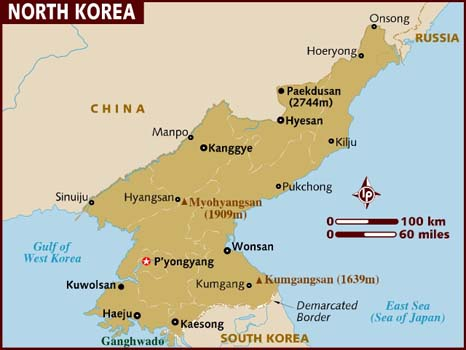 NORTH KOREA
Onsong
RUSSIA
Hoeryong
Paekdusan
(2744m)
CHINA
Hyesan
Manpo
Kanggye
Kilju
Sinuiju
Hyangsan
Myohyangsan
(1909m)
Pukchong
LP
0 100 km
0 60 miles
Gulf of
West Korea
Wonsan
P'yongyang
Kumgang
Kumgangsan (1639m)
Kuwolsan
Demarcated
Border
East Sea
(Sea of Japan)
Haeju
Kaesong
Ganghwado
SOUTH KOREA